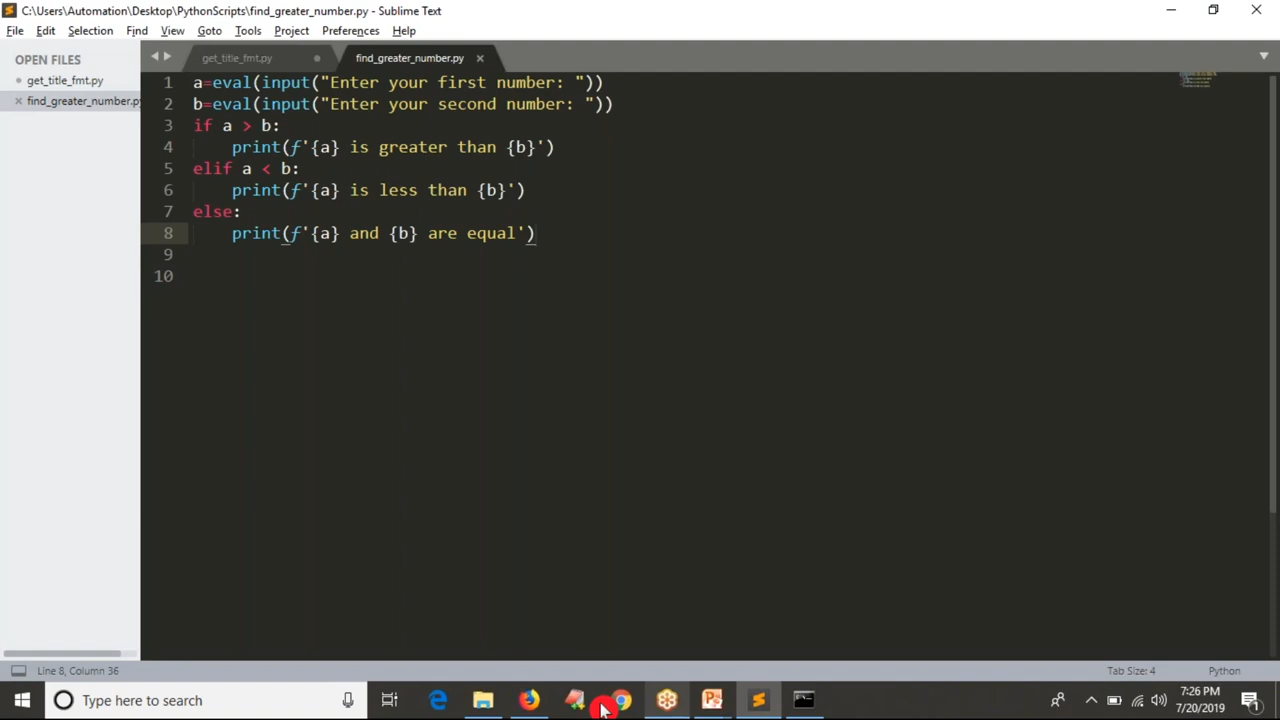 C:\Users\Automation\Desktop\PythonScripts\find_greater_number.py - Sublime Text
File Edit Selection Find View Goto Tools Project Preferences Help
OPEN FILES
get_title_fmt.py
find_greater_number.py
get_title_fmt.py
find_greater_number.py
1 a=eval(input("Enter your first number: "))
2 b=eval(input("Enter your second number: "))
3 if a > b:
4     print(f'{a} is greater than {b}')
5 elif a < b:
6     print(f'{a} is less than {b}')
7 else:
8     print(f'{a} and {b} are equal')
9
10
Line 8, Column 36
Tab Size: 4
Python
Type here to search
7:26 PM
7/20/2019
1